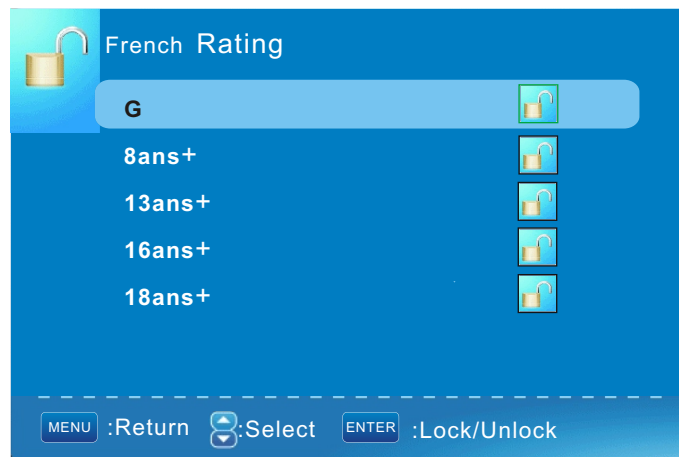 French Rating
G
8ans+
13ans+
16ans+
18ans+
MENU :Return :Select ENTER :Lock/Unlock